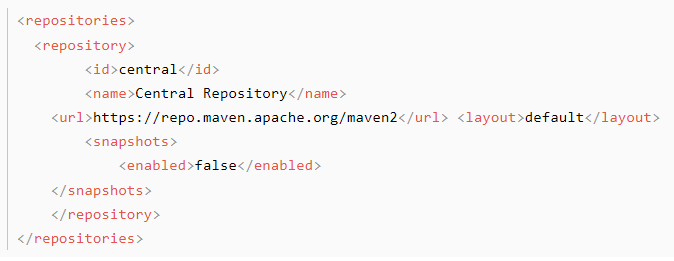 <repositories>
<repository>
<id>central</id>
<name>Central Repository</name>
<url>https://repo.maven.apache.org/maven2</url> <layout>default</layout>
<snapshots>
<enabled>false</enabled>
</snapshots>
</repository>
</repositories>